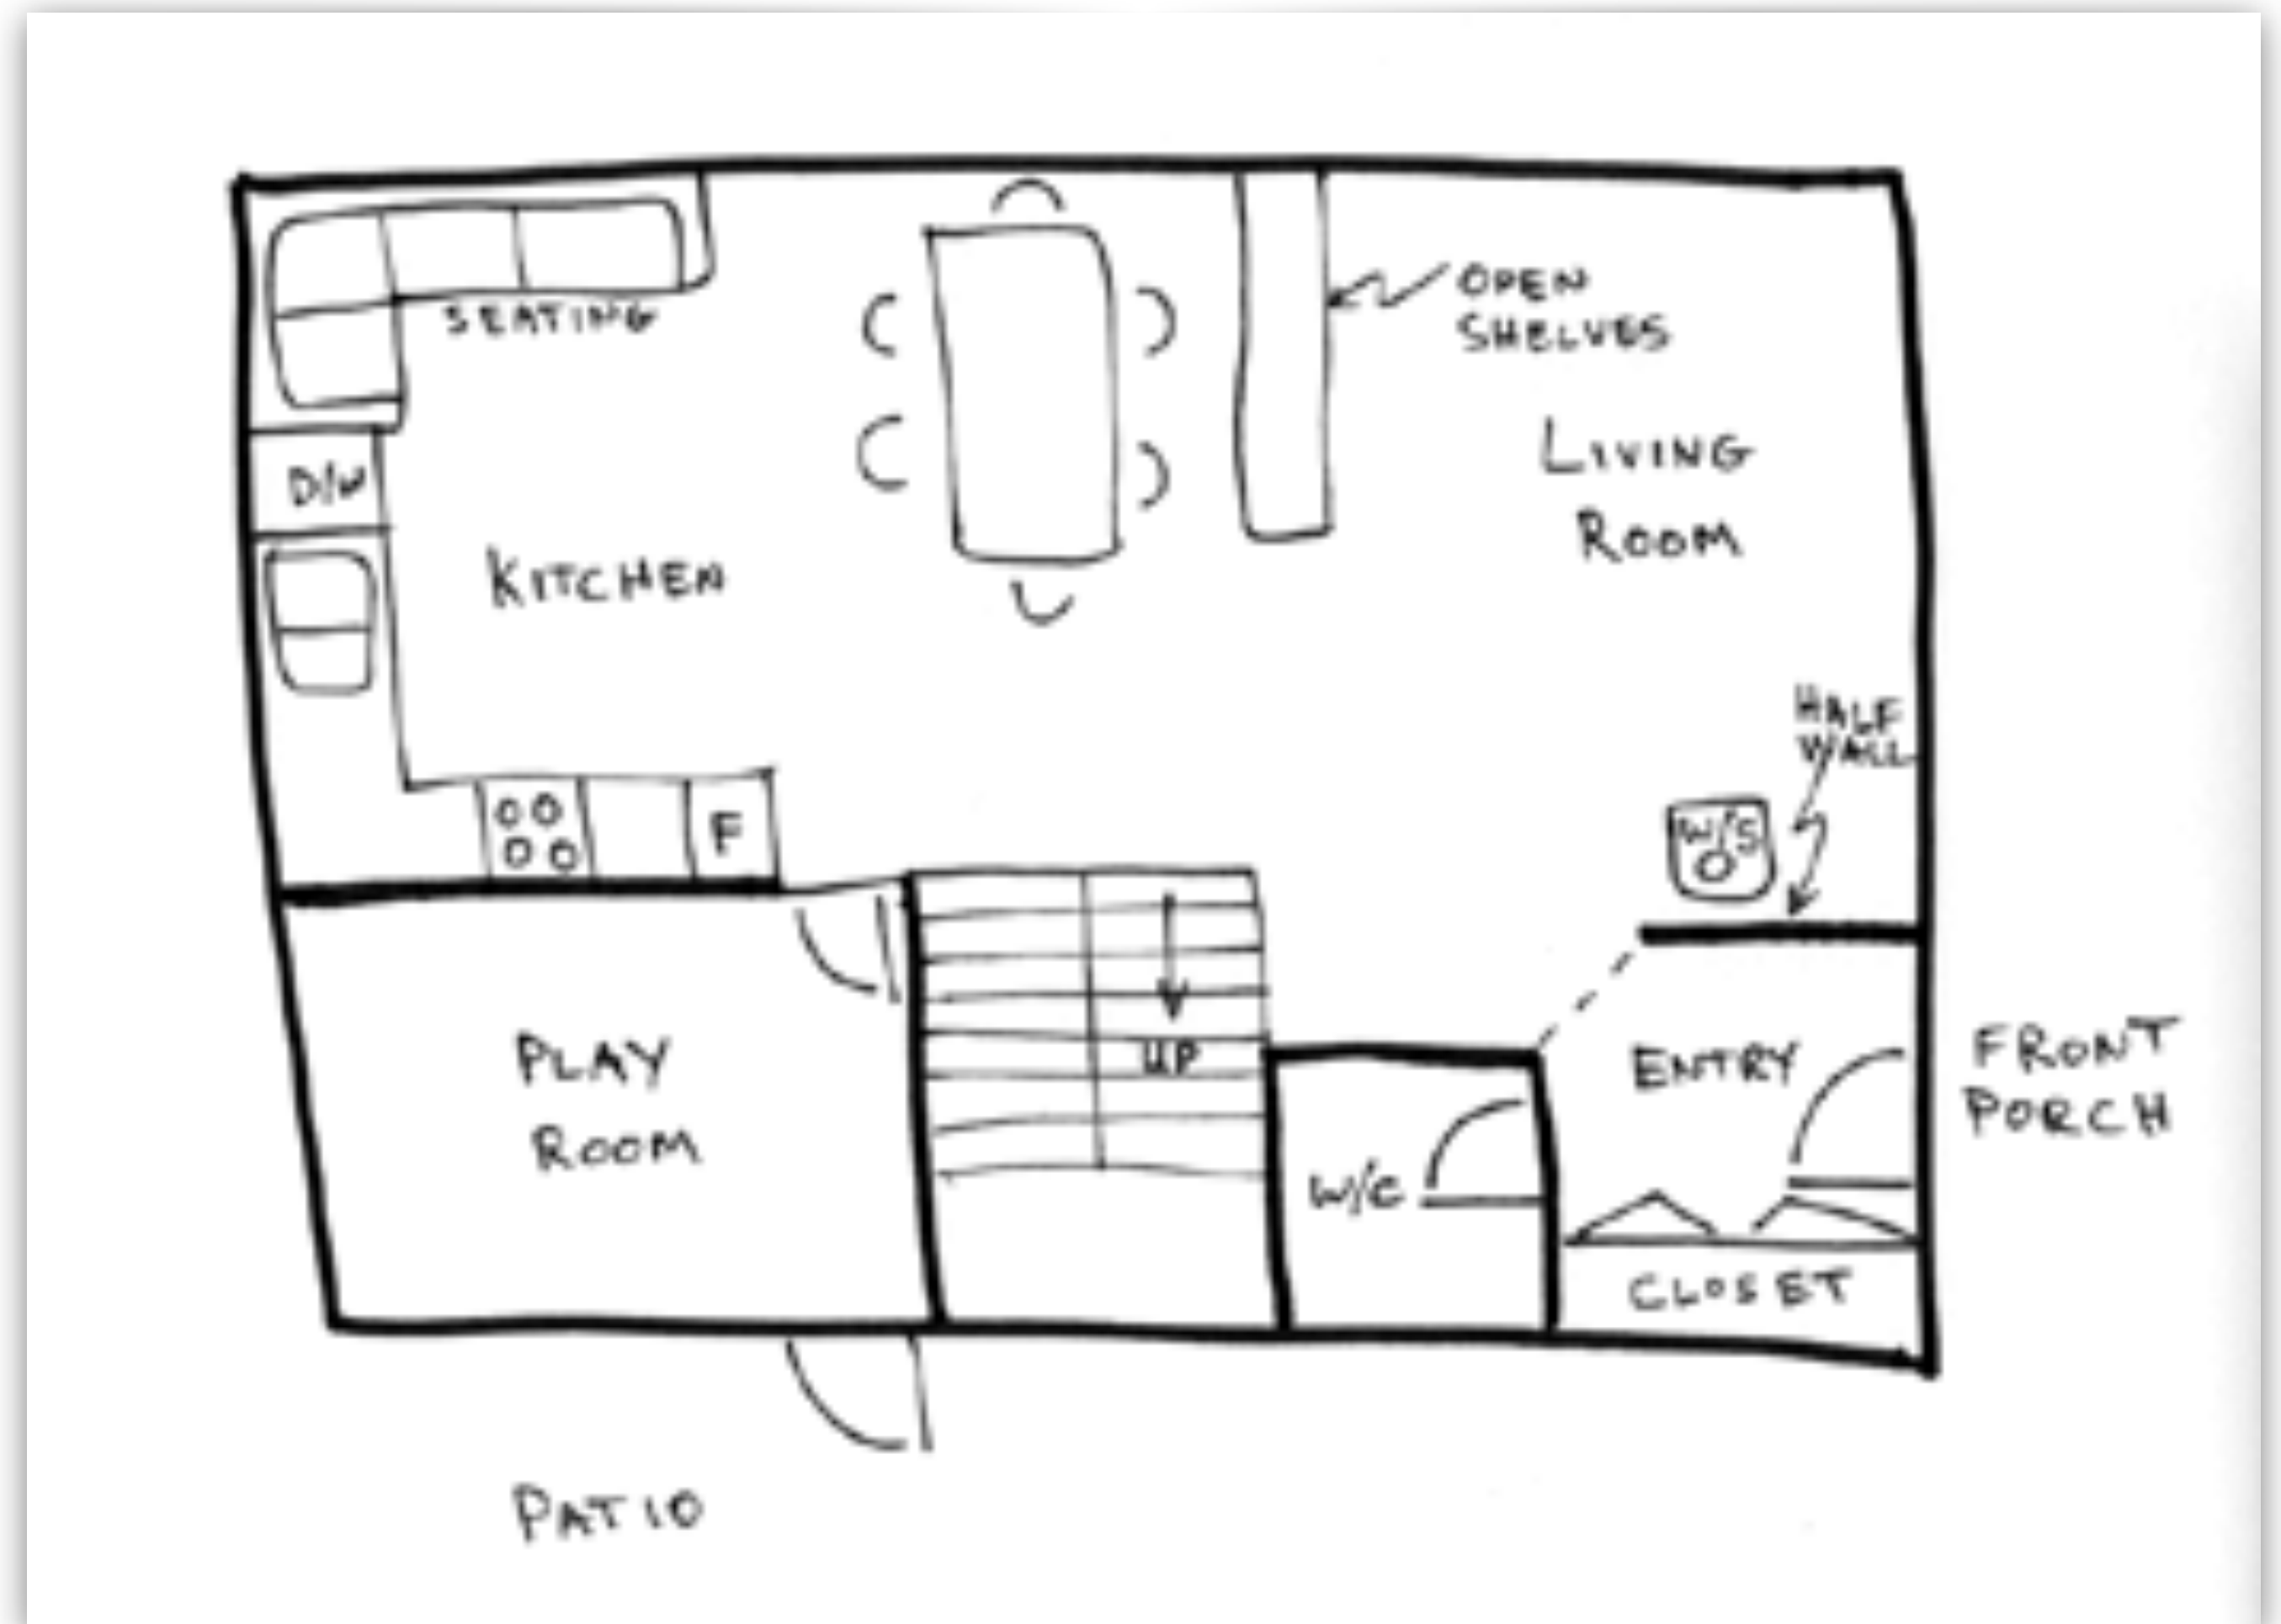 OPEN
SHELVES
SEATING
LIVING
ROOM
D/W
KITCHEN
HALF
WALL
F
W/S
PLAY
ROOM
UP
ENTRY
FRONT
PORCH
W/C
CLOSET
PATIO